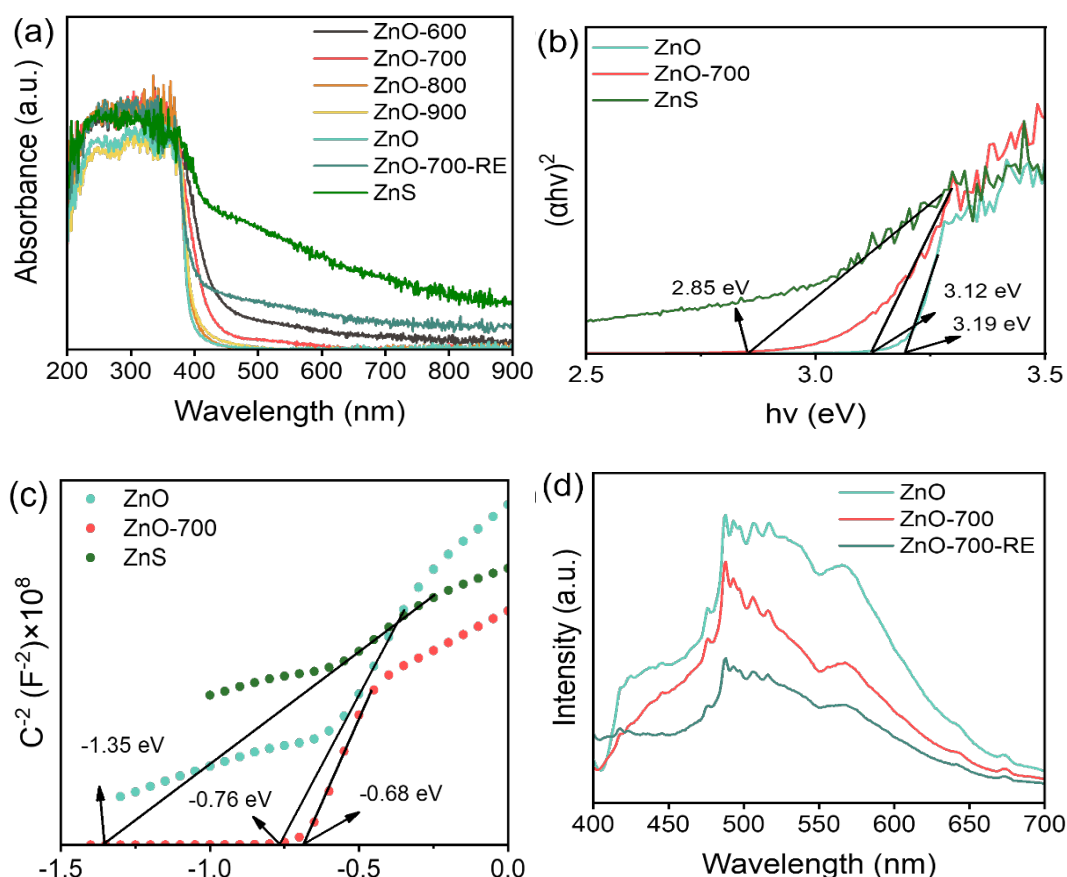 (a)
ZnO-600
ZnO-700
ZnO-800
ZnO-900
ZnO
ZnO-700-RE
ZnS
Absorbance (a.u.)
200 300 400 500 600 700 800 900
Wavelength (nm)
(b)
ZnO
ZnO-700
ZnS
(αhν)²
2.85 eV
3.12 eV
3.19 eV
2.5 3.0 3.5
hν (eV)
(c)
ZnO
ZnO-700
ZnS
C⁻² (F⁻²)×10⁸
-1.35 eV
-0.76 eV
-0.68 eV
-1.5 -1.0 -0.5 0.0
(d)
ZnO
ZnO-700
ZnO-700-RE
Intensity (a.u.)
400 450 500 550 600 650 700
Wavelength (nm)